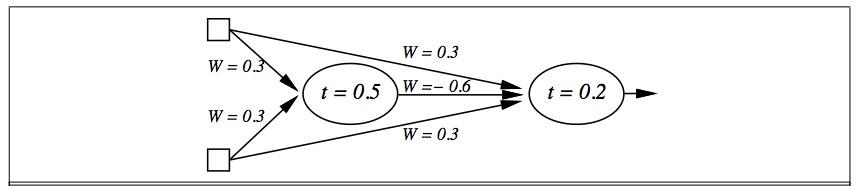 W = 0.3
W = 0.3
t = 0.5
W = − 0.6
t = 0.2
W = 0.3
W = 0.3